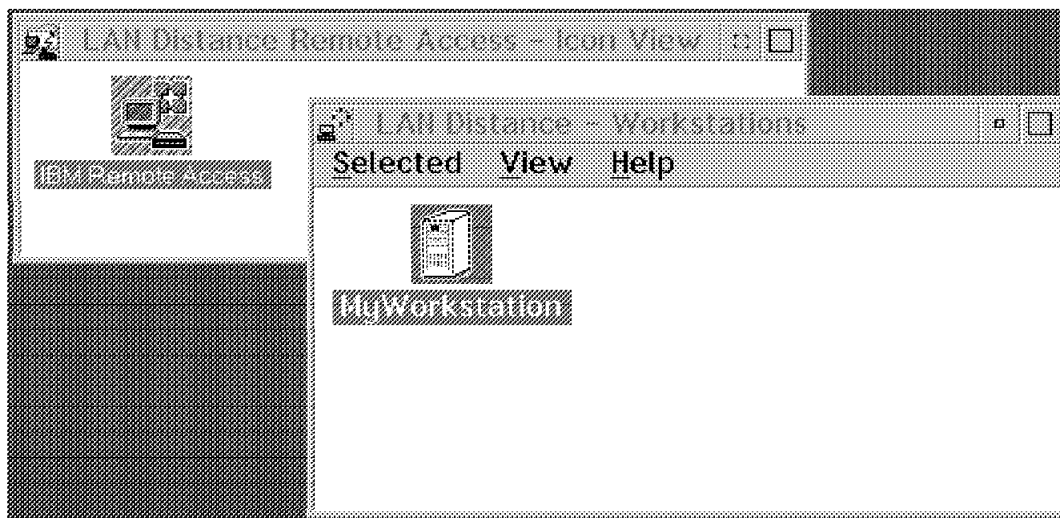 LAN Distance Remote Access - Icon View
IBM Remote Access
LAN Distance - Workstations
Selected View Help
MyWorkstation